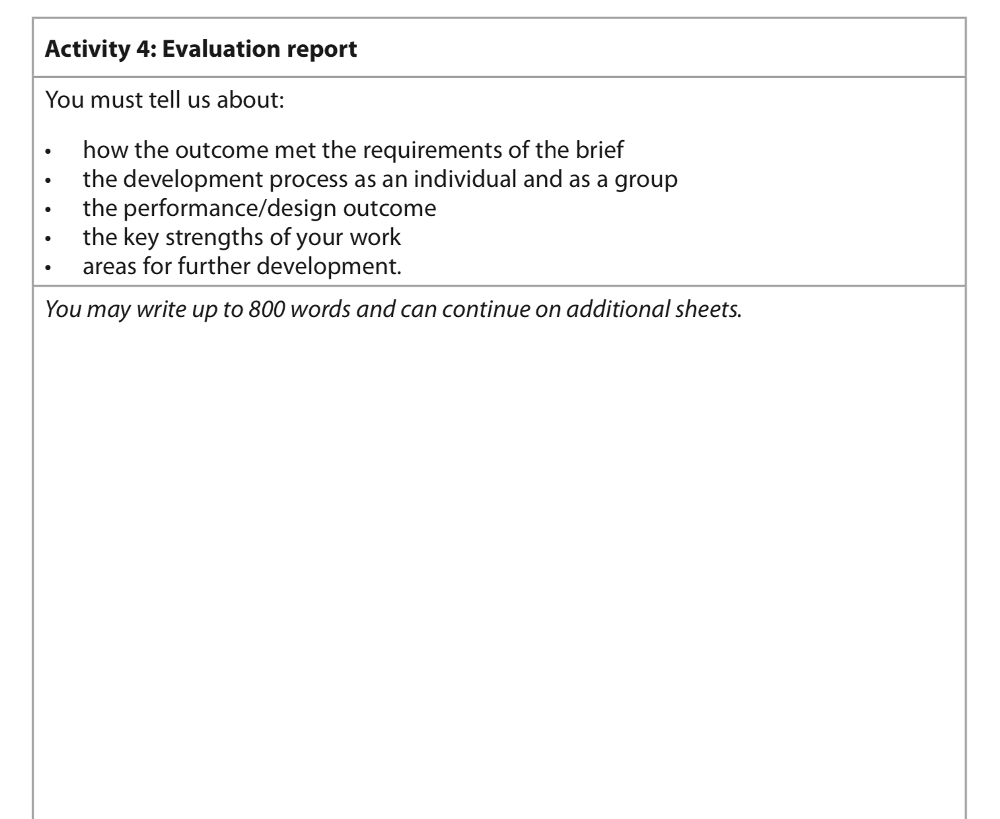 Activity 4: Evaluation report
You must tell us about:
• how the outcome met the requirements of the brief
• the development process as an individual and as a group
• the performance/design outcome
• the key strengths of your work
• areas for further development.
You may write up to 800 words and can continue on additional sheets.